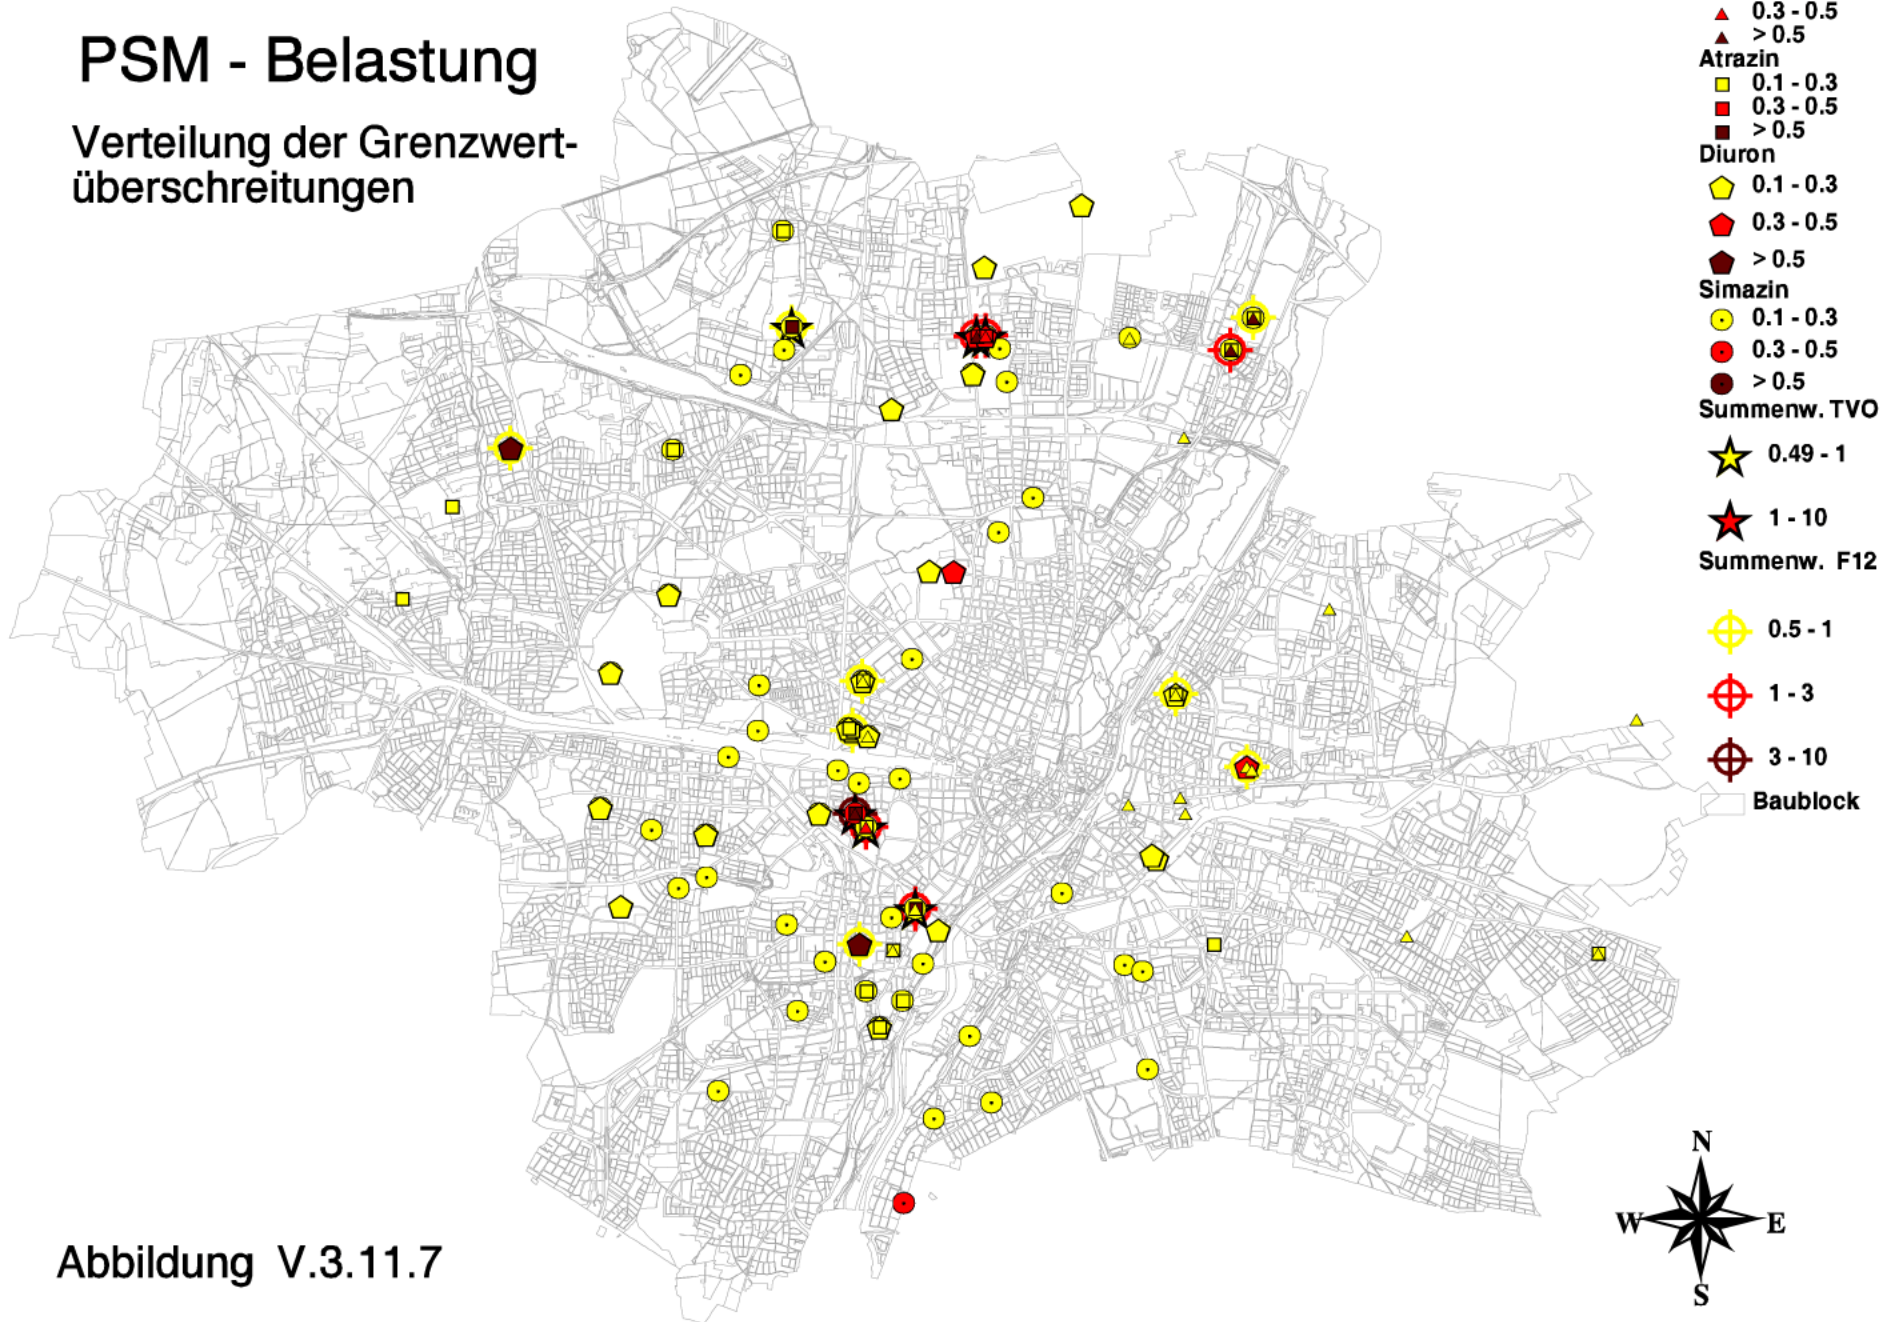 PSM - Belastung
Verteilung der Grenzwert-
überschreitungen
0.3 - 0.5
> 0.5
Atrazin
0.1 - 0.3
0.3 - 0.5
> 0.5
Diuron
0.1 - 0.3
0.3 - 0.5
> 0.5
Simazin
0.1 - 0.3
0.3 - 0.5
> 0.5
Summenw. TVO
0.49 - 1
1 - 10
Summenw. F12
0.5 - 1
1 - 3
3 - 10
Baublock
N
W E
S
Abbildung V.3.11.7